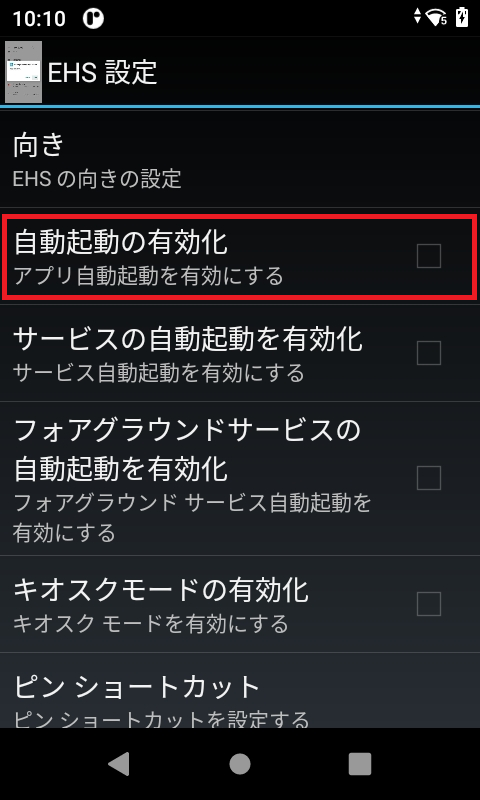 10:10
5
EHS 設定
向き
EHS の向きの設定
自動起動の有効化
アプリ自動起動を有効にする
サービスの自動起動を有効化
サービス自動起動を有効にする
フォアグラウンドサービスの
自動起動を有効化
フォアグラウンド サービス自動起動を
有効にする
キオスクモードの有効化
キオスク モードを有効にする
ピン ショートカット
ピン ショートカットを設定する